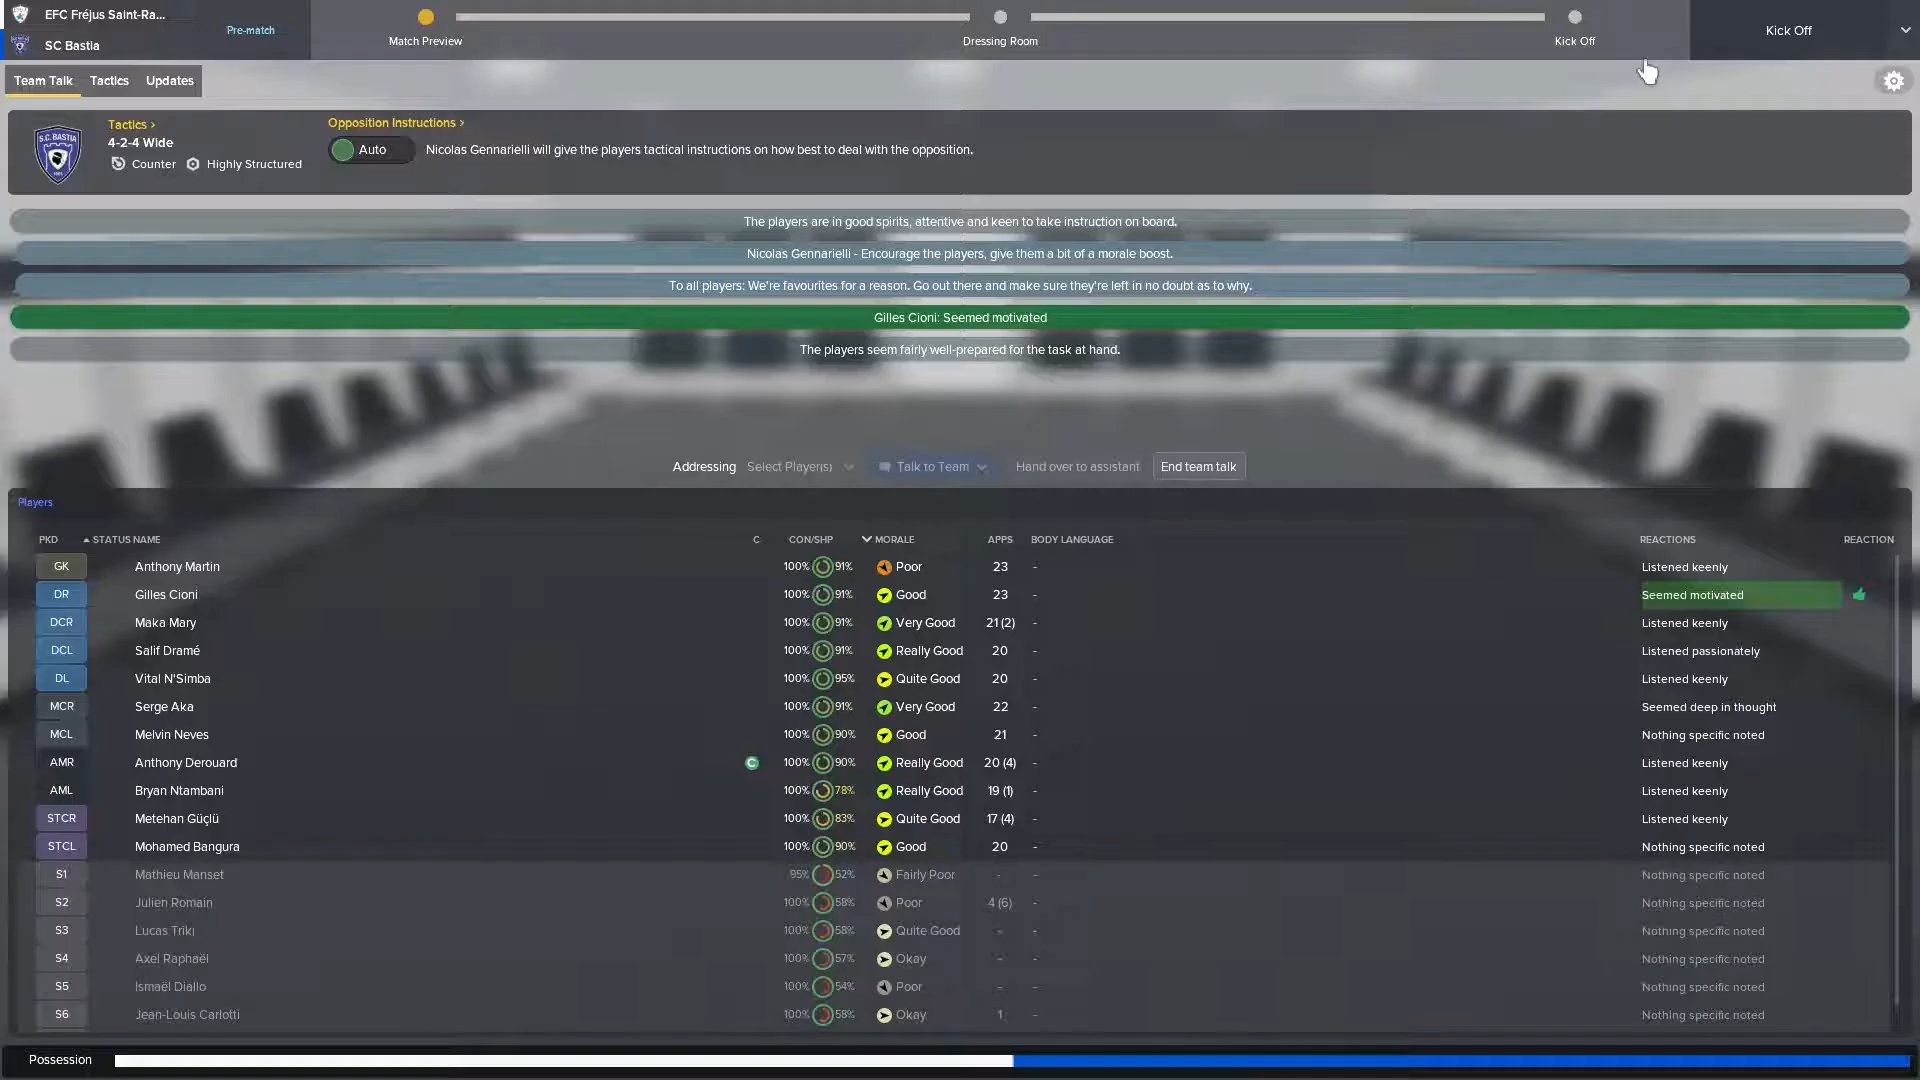 EFC Fréjus Saint-Ra...
SC Bastia
Pre-match
Match Preview
Dressing Room
Kick Off
Kick Off
Team Talk Tactics Updates
S.C. BASTIA
Tactics >
4-2-4 Wide
Counter Highly Structured
Opposition Instructions >
Auto Nicolas Gennarielli will give the players tactical instructions on how best to deal with the opposition.
The players are in good spirits, attentive and keen to take instruction on board.
Nicolas Gennarielli - Encourage the players, give them a bit of a morale boost.
To all players: We're favourites for a reason. Go out there and make sure they're left in no doubt as to why.
Gilles Cioni: Seemed motivated
The players seem fairly well-prepared for the task at hand.
Addressing Select Player(s) Talk to Team Hand over to assistant End team talk
Players
PKD STATUS NAME C CON/SHP MORALE APPS BODY LANGUAGE REACTIONS REACTION
GK Anthony Martin 100% 91% Poor 23 - Listened keenly
DR Gilles Cioni 100% 91% Good 23 - Seemed motivated
DCR Maka Mary 100% 91% Very Good 21 (2) - Listened keenly
DCL Salif Dramé 100% 91% Really Good 20 - Listened passionately
DL Vital N'Simba 100% 95% Quite Good 20 - Listened keenly
MCR Serge Aka 100% 91% Very Good 22 - Seemed deep in thought
MCL Melvin Neves 100% 90% Good 21 - Nothing specific noted
AMR Anthony Derouard C 100% 90% Really Good 20 (4) - Listened keenly
AML Bryan Ntambani 100% 78% Really Good 19 (1) - Listened keenly
STCR Metehan Güçlü 100% 83% Quite Good 17 (4) - Listened keenly
STCL Mohamed Bangura 100% 90% Good 20 - Nothing specific noted
S1 Mathieu Manset 95% 52% Fairly Poor - - Nothing specific noted
S2 Julien Romain 100% 58% Poor 4 (6) - Nothing specific noted
S3 Lucas Triki 100% 58% Quite Good - - Nothing specific noted
S4 Axel Raphaël 100% 57% Okay - - Nothing specific noted
S5 Ismaël Diallo 100% 54% Poor - - Nothing specific noted
S6 Jean-Louis Carlotti 100% 58% Okay 1 - Nothing specific noted
Possession